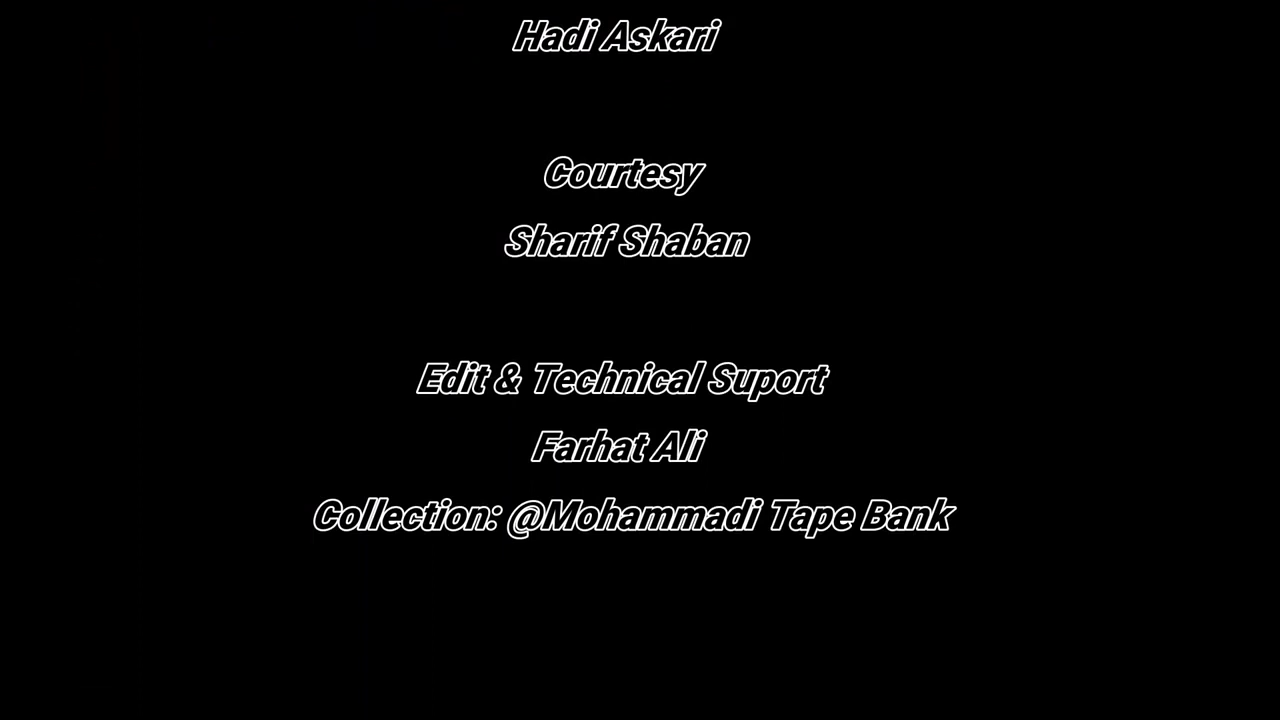 Hadi Askari
Courtesy
Sharif Shaban
Edit & Technical Suport
Farhat Ali
Collection: @Mohammadi Tape Bank